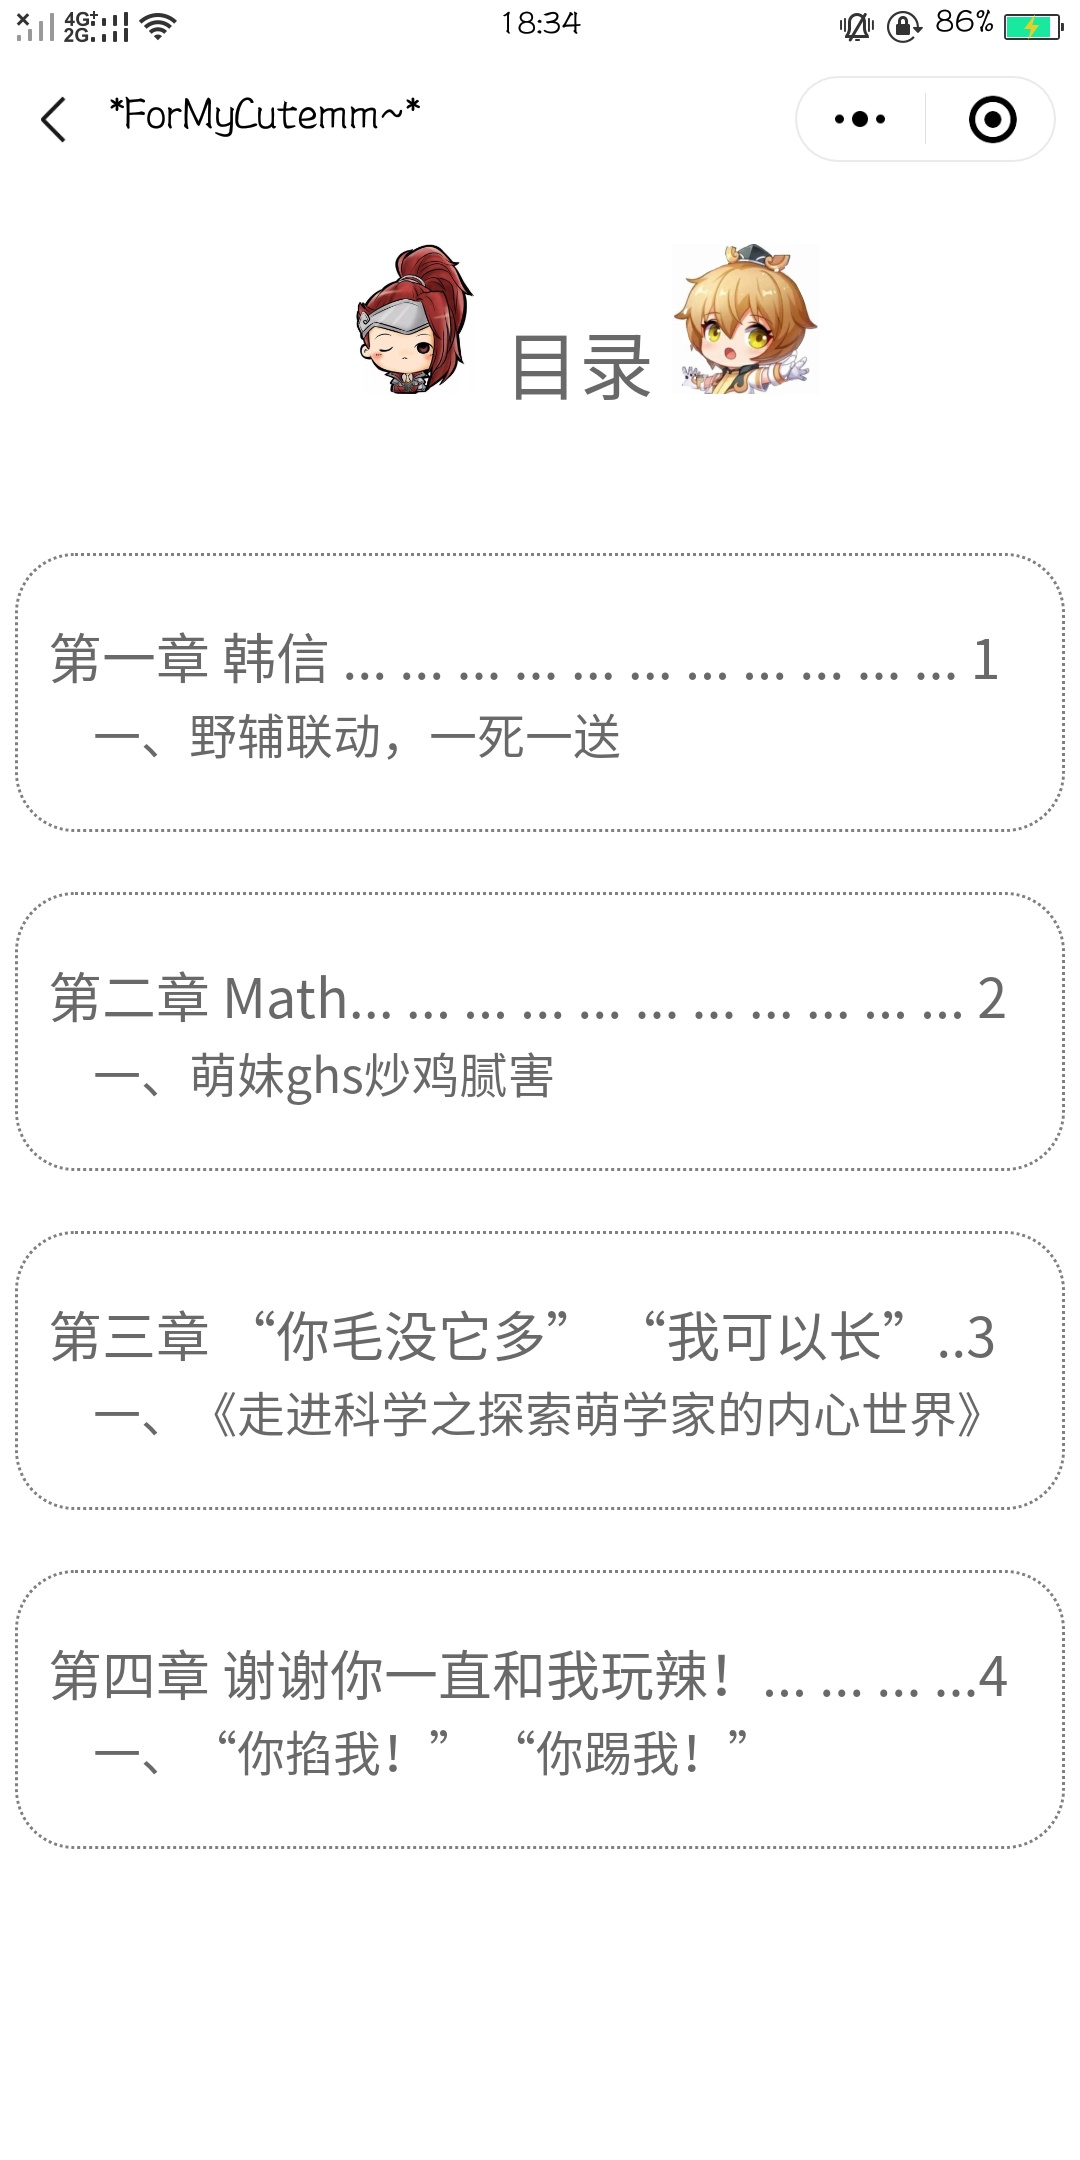 4G+
2G
18:34
86%
*ForMyCutemm~*
目录
第一章 韩信 ... ... ... ... ... ... ... ... ... ... ... 1
一、野辅联动，一死一送
第二章 Math... ... ... ... ... ... ... ... ... ... ... 2
一、萌妹ghs炒鸡腻害
第三章 “你毛没它多” “我可以长” ..3
一、《走进科学之探索萌学家的内心世界》
第四章 谢谢你一直和我玩辣！ ... ... ... ...4
一、“你掐我！” “你踢我！”